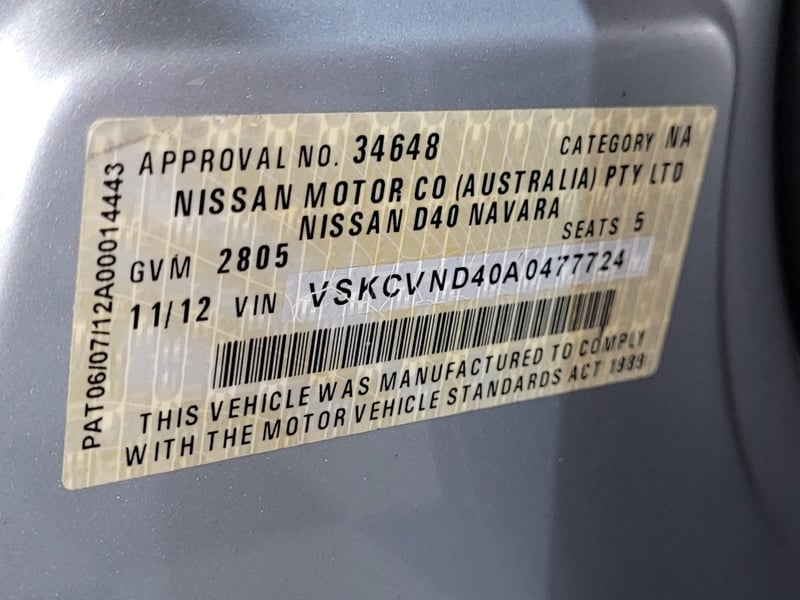 APPROVAL NO. 34648 CATEGORY NA
NISSAN MOTOR CO (AUSTRALIA) PTY LTD
NISSAN D40 NAVARA
GVM 2805 SEATS 5
11/12 VIN VSKCVND40A0477724
THIS VEHICLE WAS MANUFACTURED TO COMPLY
WITH THE MOTOR VEHICLE STANDARDS ACT 1989
PAT06/07/12A00014443